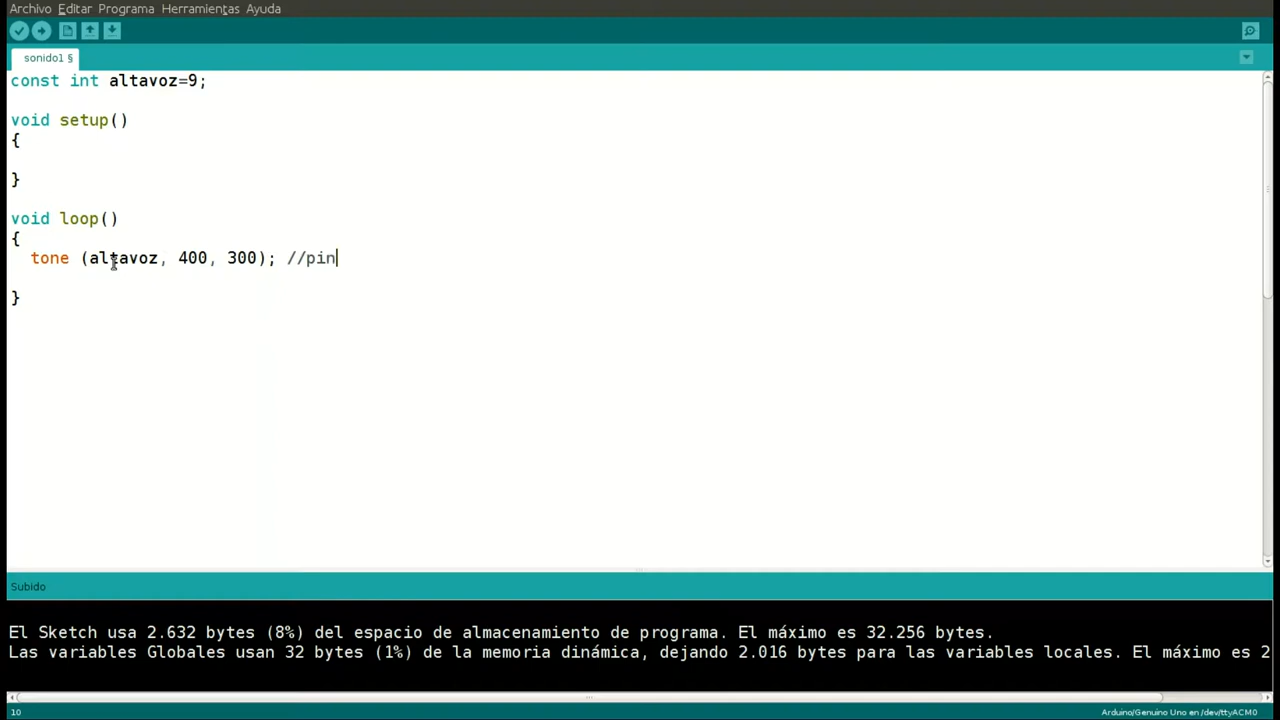 Archivo Editar Programa Herramientas Ayuda
sonido1 §
const int altavoz=9;
void setup()
{
}
void loop()
{
tone (altavoz, 400, 300); //pin
}
Subido
El Sketch usa 2.632 bytes (8%) del espacio de almacenamiento de programa. El máximo es 32.256 bytes.
Las variables Globales usan 32 bytes (1%) de la memoria dinámica, dejando 2.016 bytes para las variables locales. El máximo es 2
10
Arduino/Genuino Uno en /dev/ttyACM0